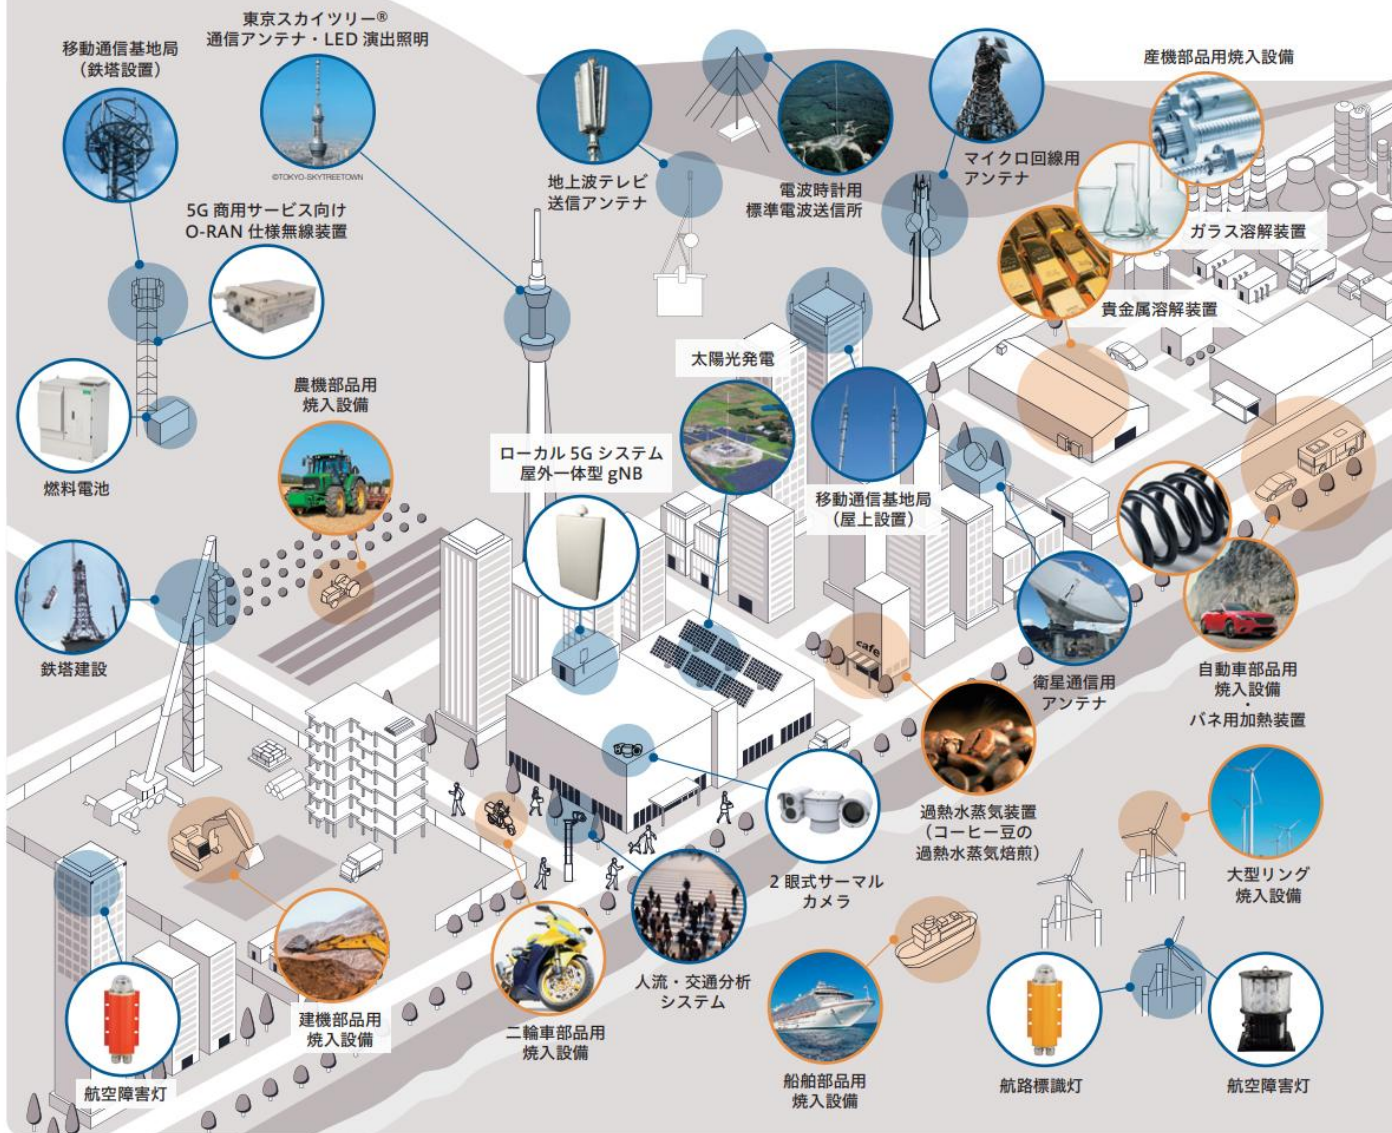 東京スカイツリー®
通信アンテナ・LED 演出照明
©TOKYO-SKYTREETOWN
移動通信基地局
（鉄塔設置）
5G 商用サービス向け
O-RAN 仕様無線装置
燃料電池
地上波テレビ
送信アンテナ
電波時計用
標準電波送信所
マイクロ回線用
アンテナ
産機部品用焼入設備
ガラス溶解装置
貴金属溶解装置
農機部品用
焼入設備
太陽光発電
ローカル 5G システム
屋外一体型 gNB
移動通信基地局
（屋上設置）
鉄塔建設
cafe
衛星通信用
アンテナ
自動車部品用
焼入設備
・
バネ用加熱装置
過熱水蒸気装置
（コーヒー豆の
過熱水蒸気焙煎）
2 眼式サーマル
カメラ
大型リング
焼入設備
人流・交通分析
システム
建機部品用
焼入設備
二輪車部品用
焼入設備
船舶部品用
焼入設備
航空障害灯
航路標識灯
航空障害灯